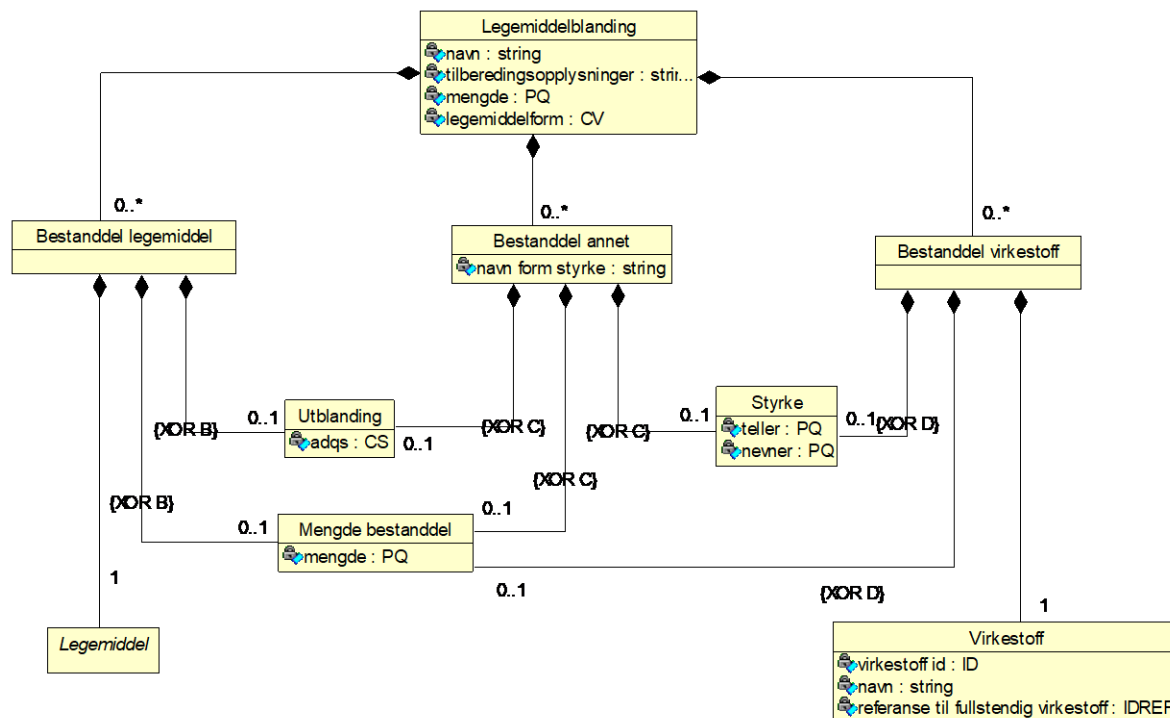 Legemiddelblanding
navn : string
tilberedingsopplysninger : strin...
mengde : PQ
legemiddelform : CV
0..*
0..*
0..*
Bestanddel legemiddel
Bestanddel annet
navn form styrke : string
Bestanddel virkestoff
{XOR B}
0..1
Utblanding
adqs : CS
0..1
{XOR C}
{XOR C}
0..1
Styrke
teller : PQ
nevner : PQ
0..1
{XOR D}
{XOR C}
{XOR B}
0..1
Mengde bestanddel
mengde : PQ
0..1
0..1
{XOR D}
1
1
Legemiddel
Virkestoff
virkestoff id : ID
navn : string
referanse til fullstendig virkestoff : IDREF